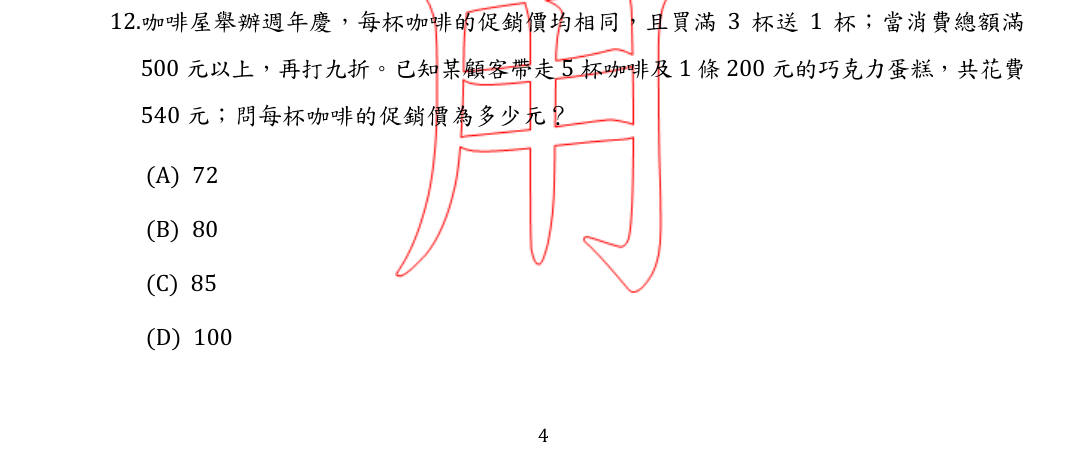 12.咖啡屋舉辦週年慶，每杯咖啡的促銷價均相同，且買滿 3 杯送 1 杯；當消費總額滿
500 元以上，再打九折。已知某顧客帶走 5 杯咖啡及 1 條 200 元的巧克力蛋糕，共花費
540 元；問每杯咖啡的促銷價為多少元？
(A) 72
(B) 80
(C) 85
(D) 100
4